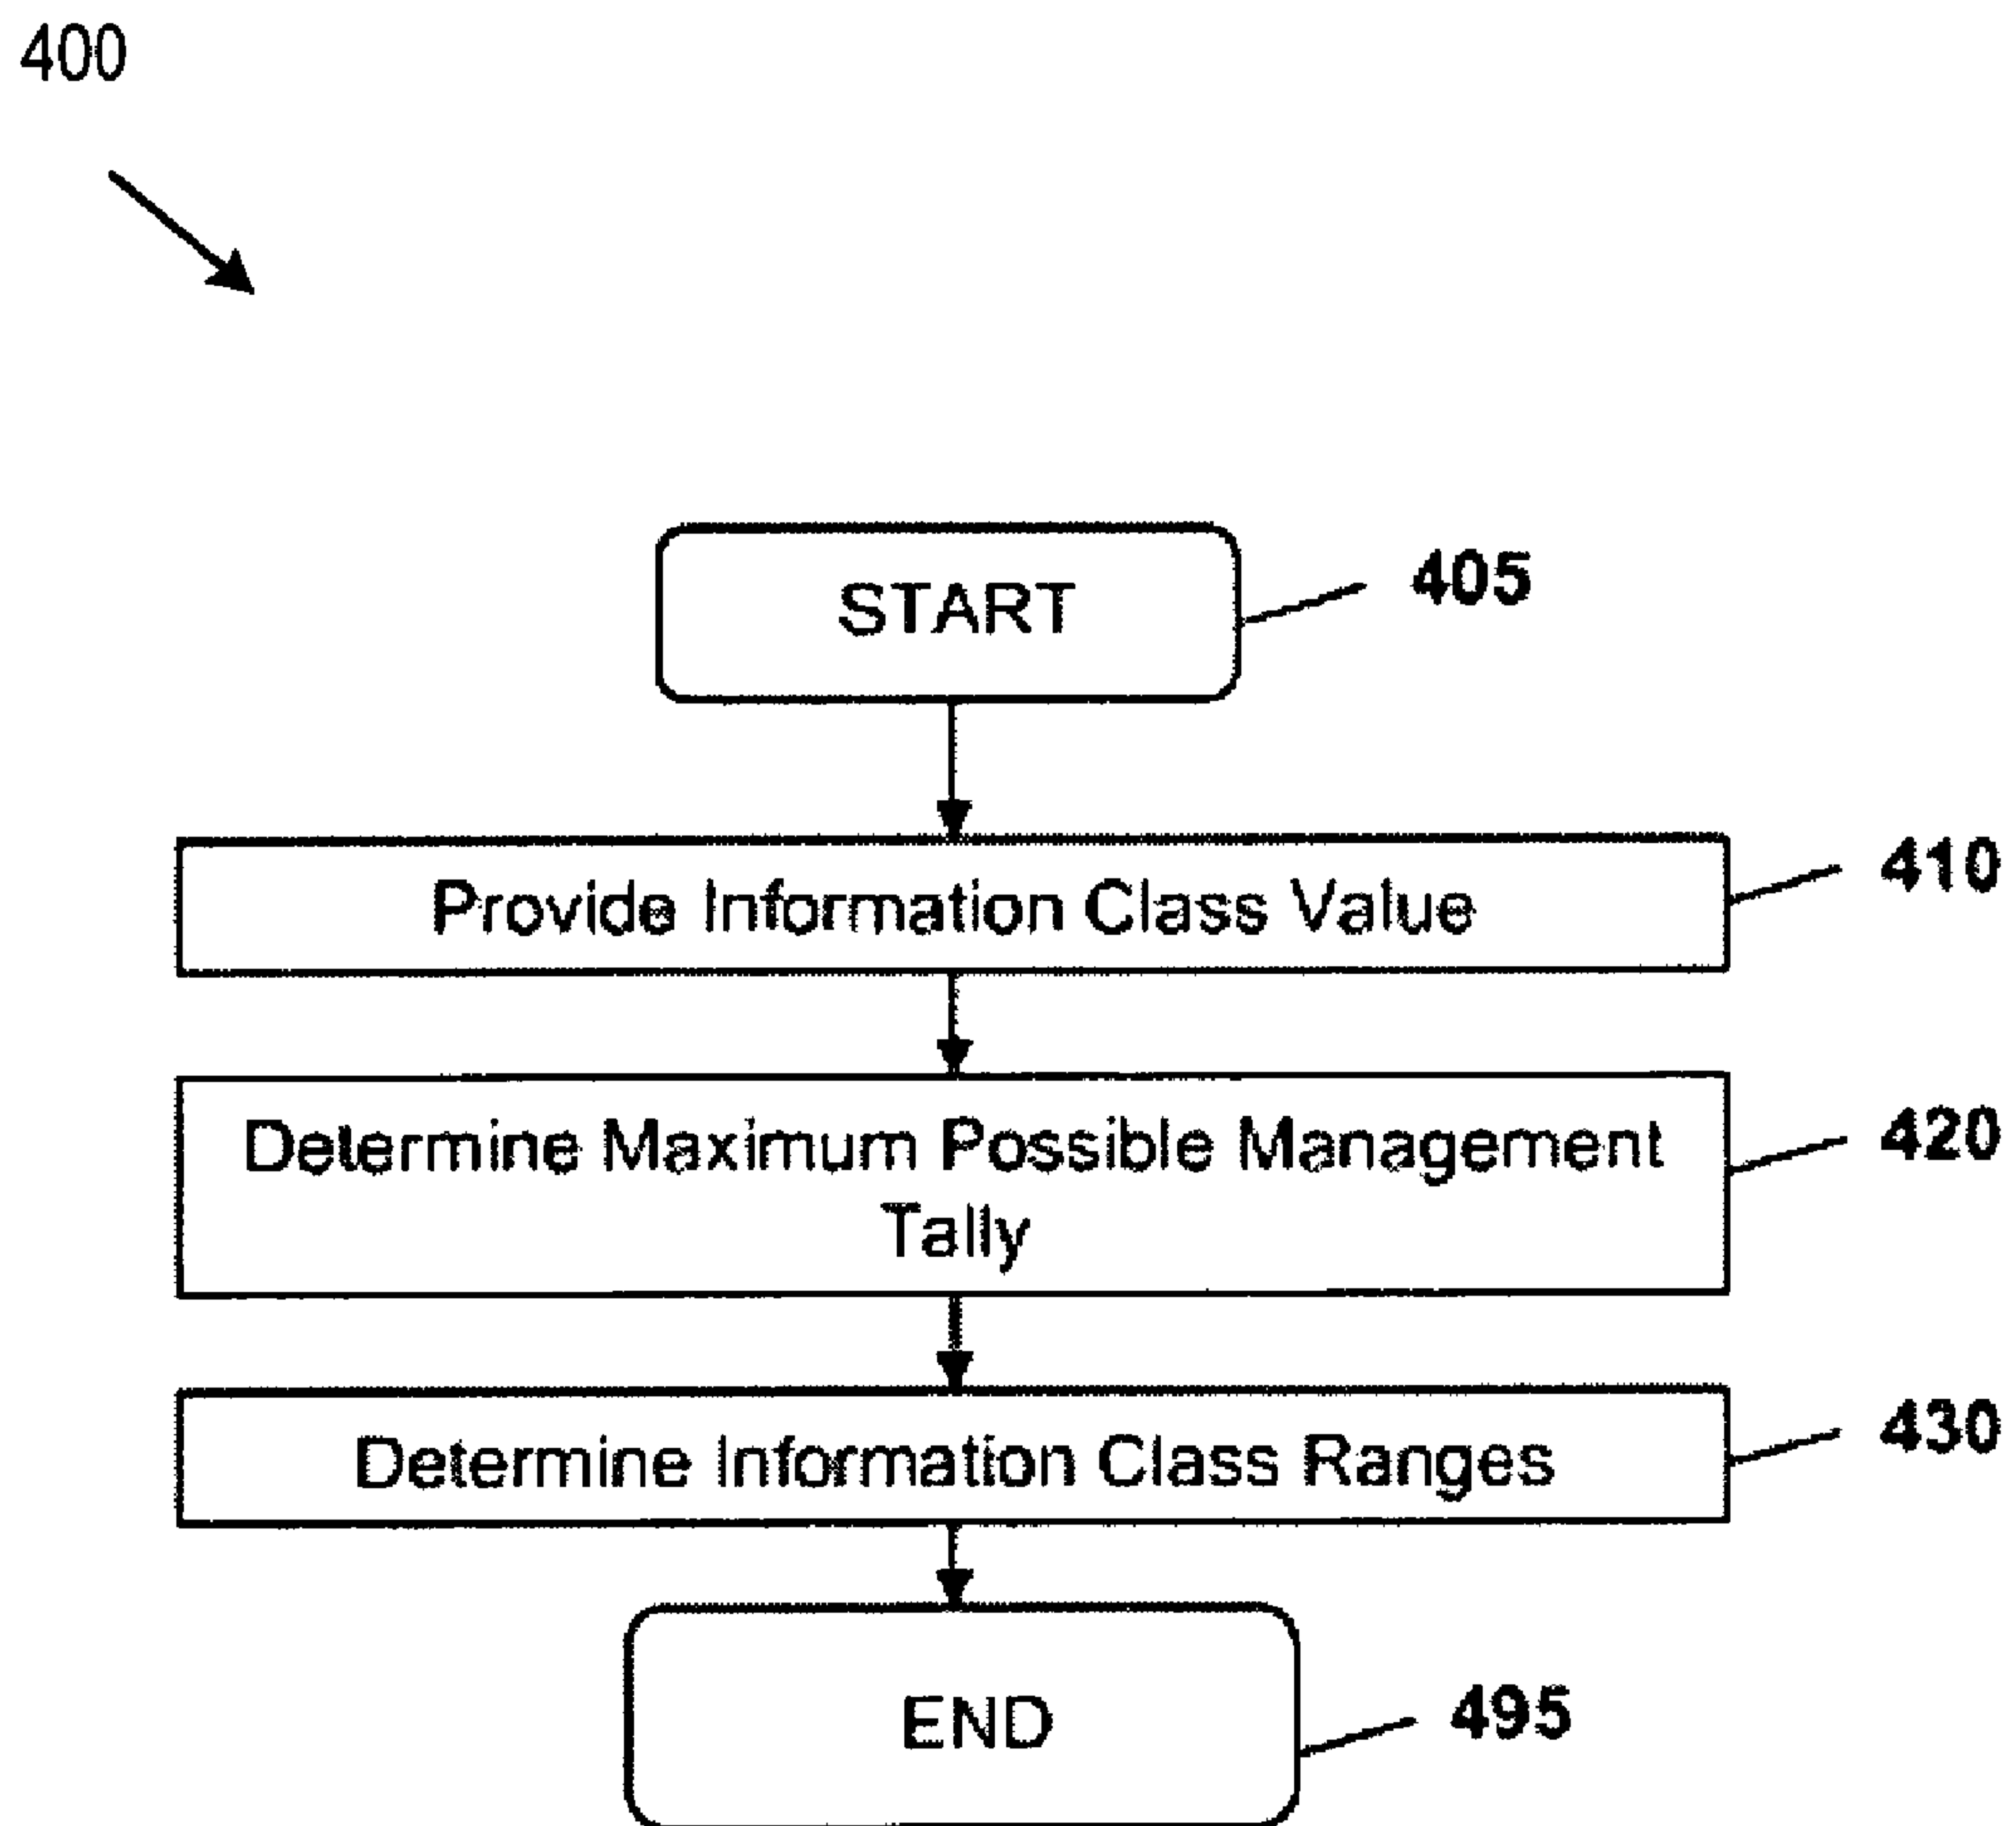 400
START
405
Provide Information Class Value
410
Determine Maximum Possible Management
Tally
420
Determine Information Class Ranges
430
END
495